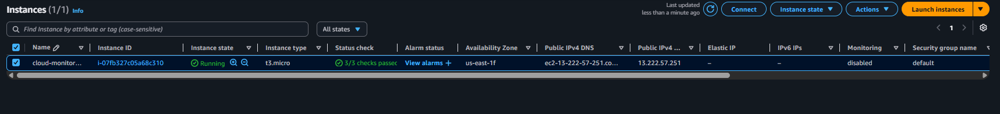 Instances (1/1) Info
Last updated
less than a minute ago
Connect
Instance state
Actions
Launch instances
Find Instance by attribute or tag (case-sensitive)
All states
1
Name Instance ID Instance state Instance type Status check Alarm status Availability Zone Public IPv4 DNS Public IPv4 ... Elastic IP IPv6 IPs Monitoring Security group name
cloud-monitor... i-07fb327c05a68c310 Running t3.micro 3/3 checks passed View alarms + us-east-1f ec2-13-222-57-251.co... 13.222.57.251 – – disabled default